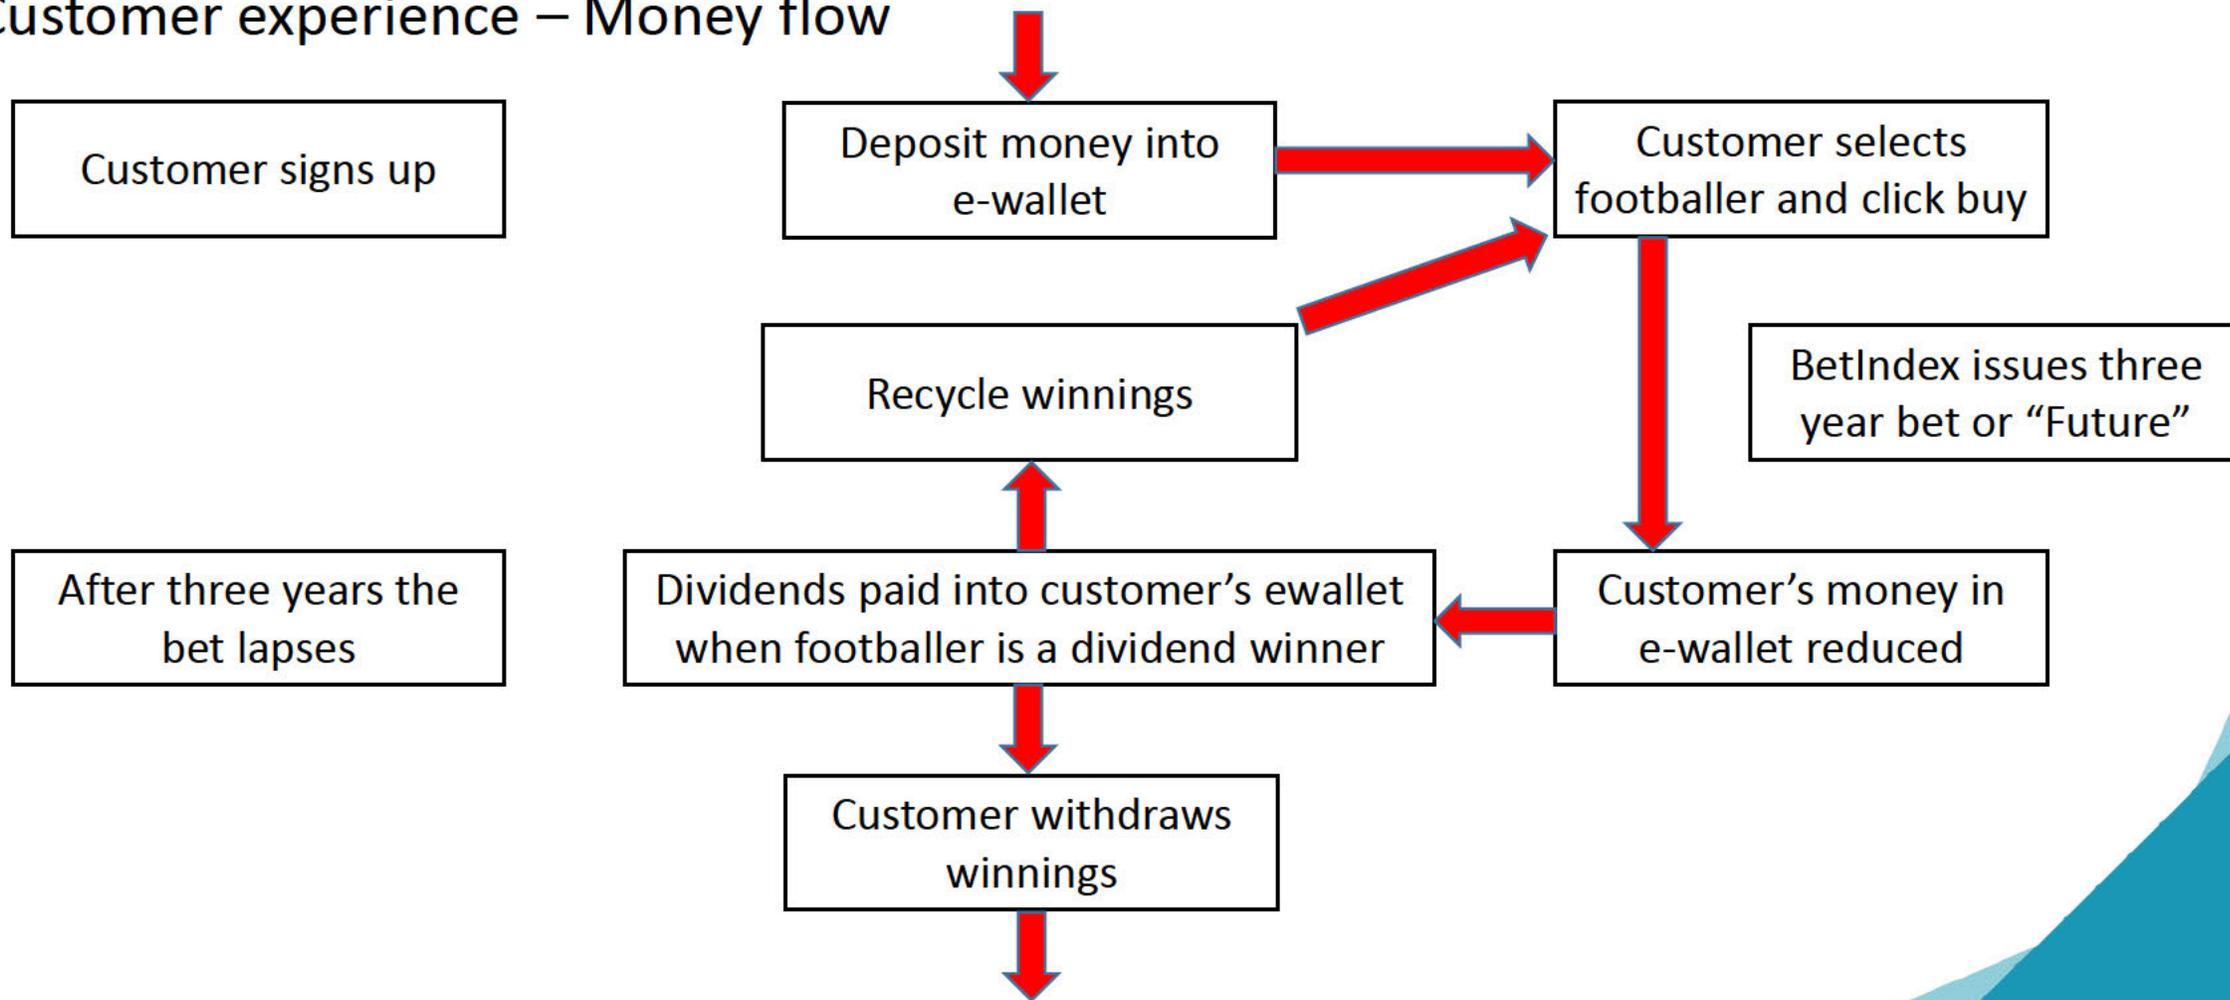 Customer experience – Money flow
Customer signs up
Deposit money into
e-wallet
Customer selects
footballer and click buy
Recycle winnings
BetIndex issues three
year bet or “Future”
After three years the
bet lapses
Dividends paid into customer’s ewallet
when footballer is a dividend winner
Customer’s money in
e-wallet reduced
Customer withdraws
winnings